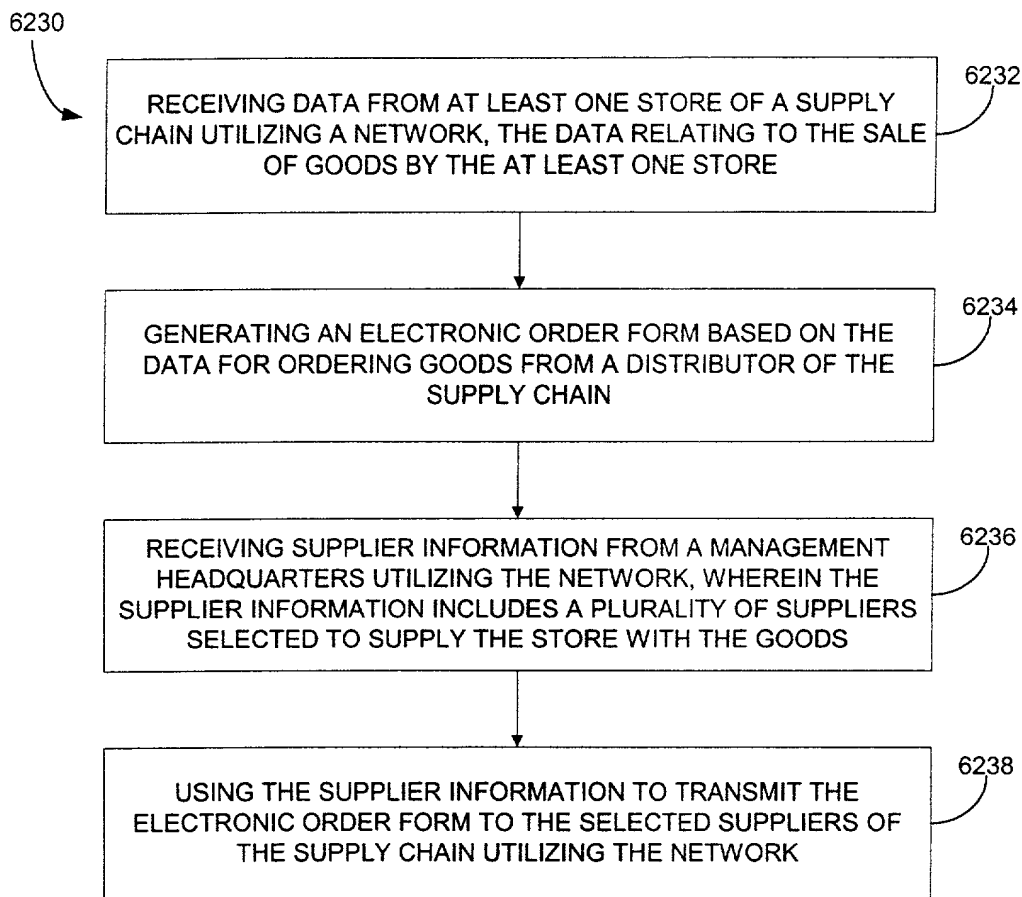 6230
6232
RECEIVING DATA FROM AT LEAST ONE STORE OF A SUPPLY
CHAIN UTILIZING A NETWORK, THE DATA RELATING TO THE SALE
OF GOODS BY THE AT LEAST ONE STORE
6234
GENERATING AN ELECTRONIC ORDER FORM BASED ON THE
DATA FOR ORDERING GOODS FROM A DISTRIBUTOR OF THE
SUPPLY CHAIN
6236
RECEIVING SUPPLIER INFORMATION FROM A MANAGEMENT
HEADQUARTERS UTILIZING THE NETWORK, WHEREIN THE
SUPPLIER INFORMATION INCLUDES A PLURALITY OF SUPPLIERS
SELECTED TO SUPPLY THE STORE WITH THE GOODS
6238
USING THE SUPPLIER INFORMATION TO TRANSMIT THE
ELECTRONIC ORDER FORM TO THE SELECTED SUPPLIERS OF
THE SUPPLY CHAIN UTILIZING THE NETWORK